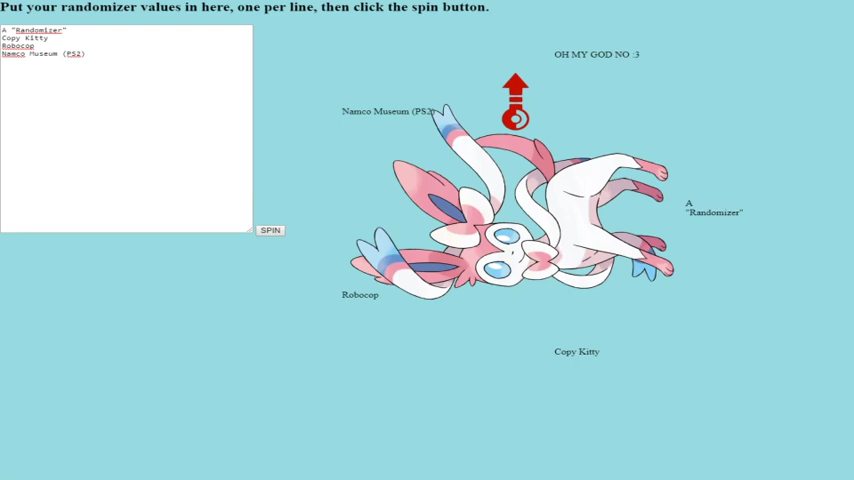 Put your randomizer values in here, one per line, then click the spin button.
A "Randomizer"
Copy Kitty
Robocop
Namco Museum (PS2)
SPIN
OH MY GOD NO :3
Namco Museum (PS2)
A
"Randomizer"
Robocop
Copy Kitty